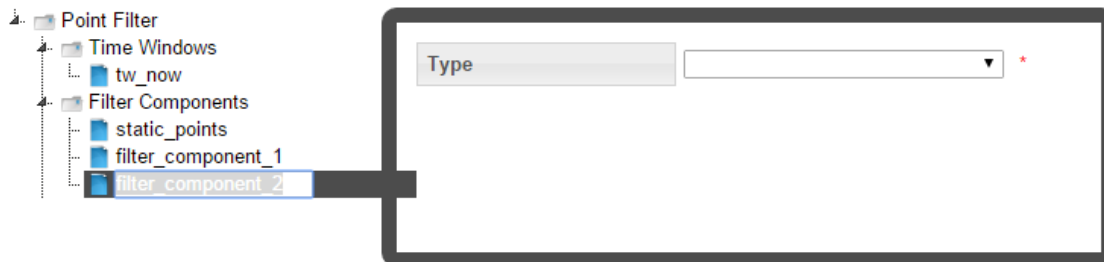 Point Filter
Time Windows
tw_now
Filter Components
static_points
filter_component_1
filter_component_2
Type
*